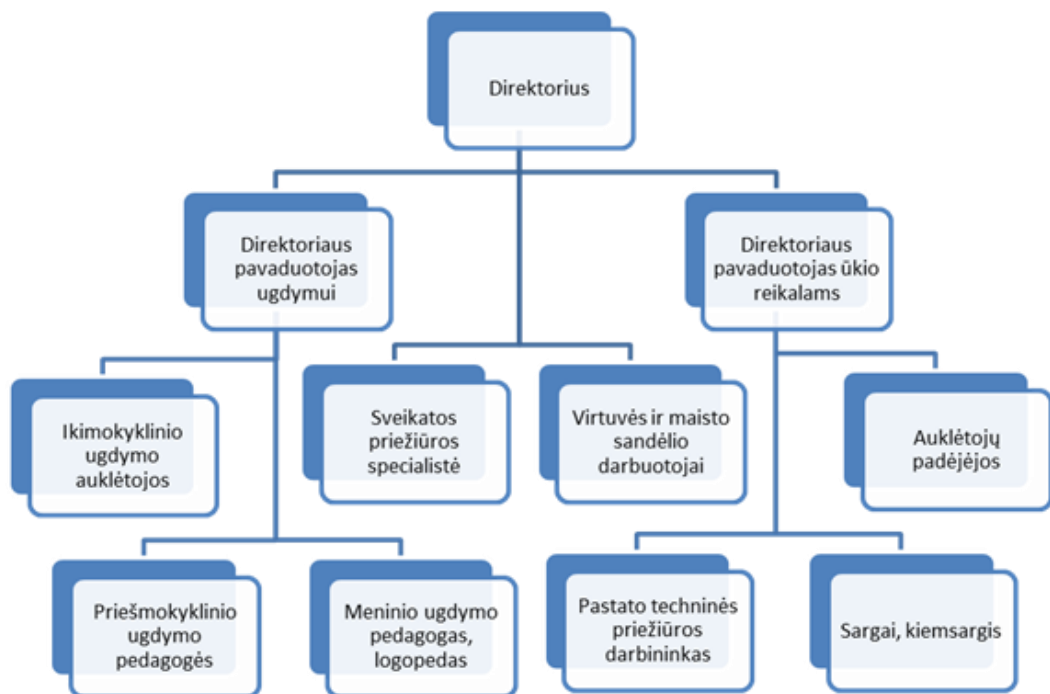 Direktorius
Direktoriaus
pavaduotojas
ugdymui
Direktoriaus
pavaduotojas ūkio
reikalams
Ikimokyklinio
ugdymo
auklėtojos
Sveikatos
priežiūros
specialistė
Virtuvės ir maisto
sandėlio
darbuotojai
Auklėtojų
padėjėjos
Priešmokyklinio
ugdymo
pedagogės
Meninio ugdymo
pedagogas,
logopedas
Pastato techninės
priežiūros
darbininkas
Sargai, kiemsargis